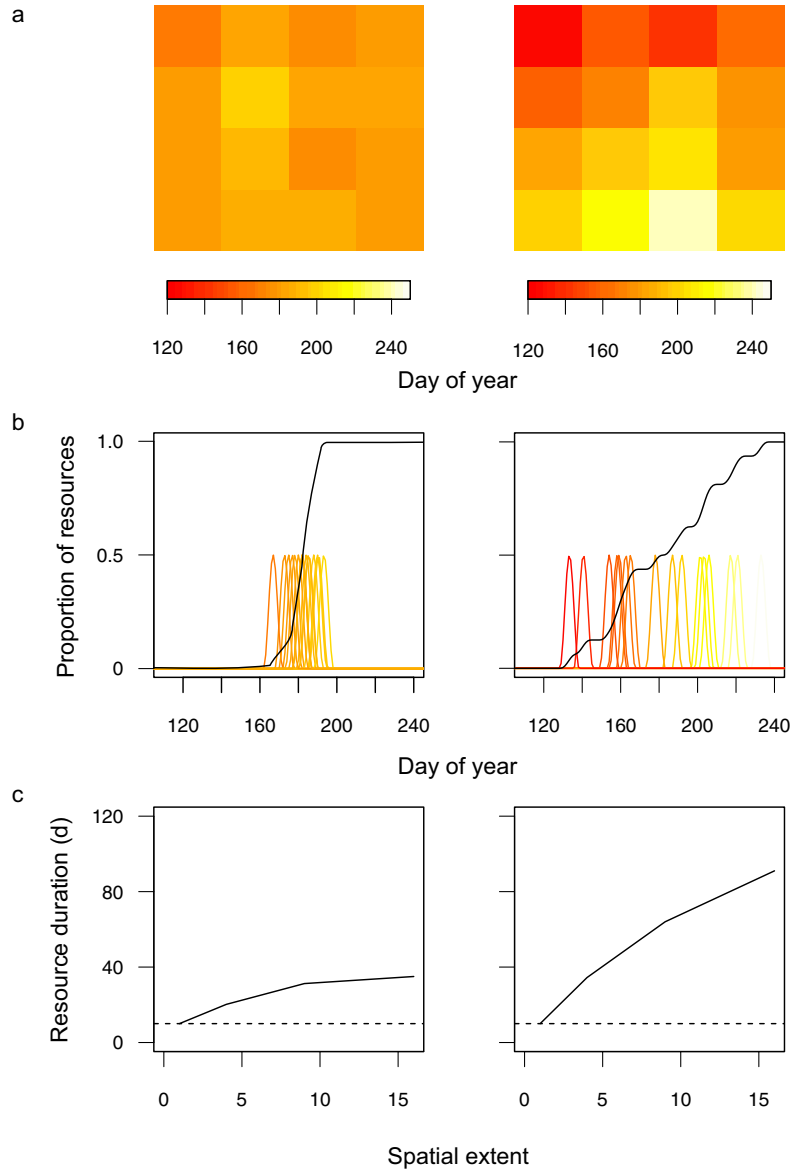 a
120 160 200 240 120 160 200 240
Day of year
b
Proportion of resources
1.0
0.5
0
120 160 200 240 120 160 200 240
Day of year
c
Resource duration (d)
120
80
40
0
0 5 10 15 0 5 10 15
Spatial extent